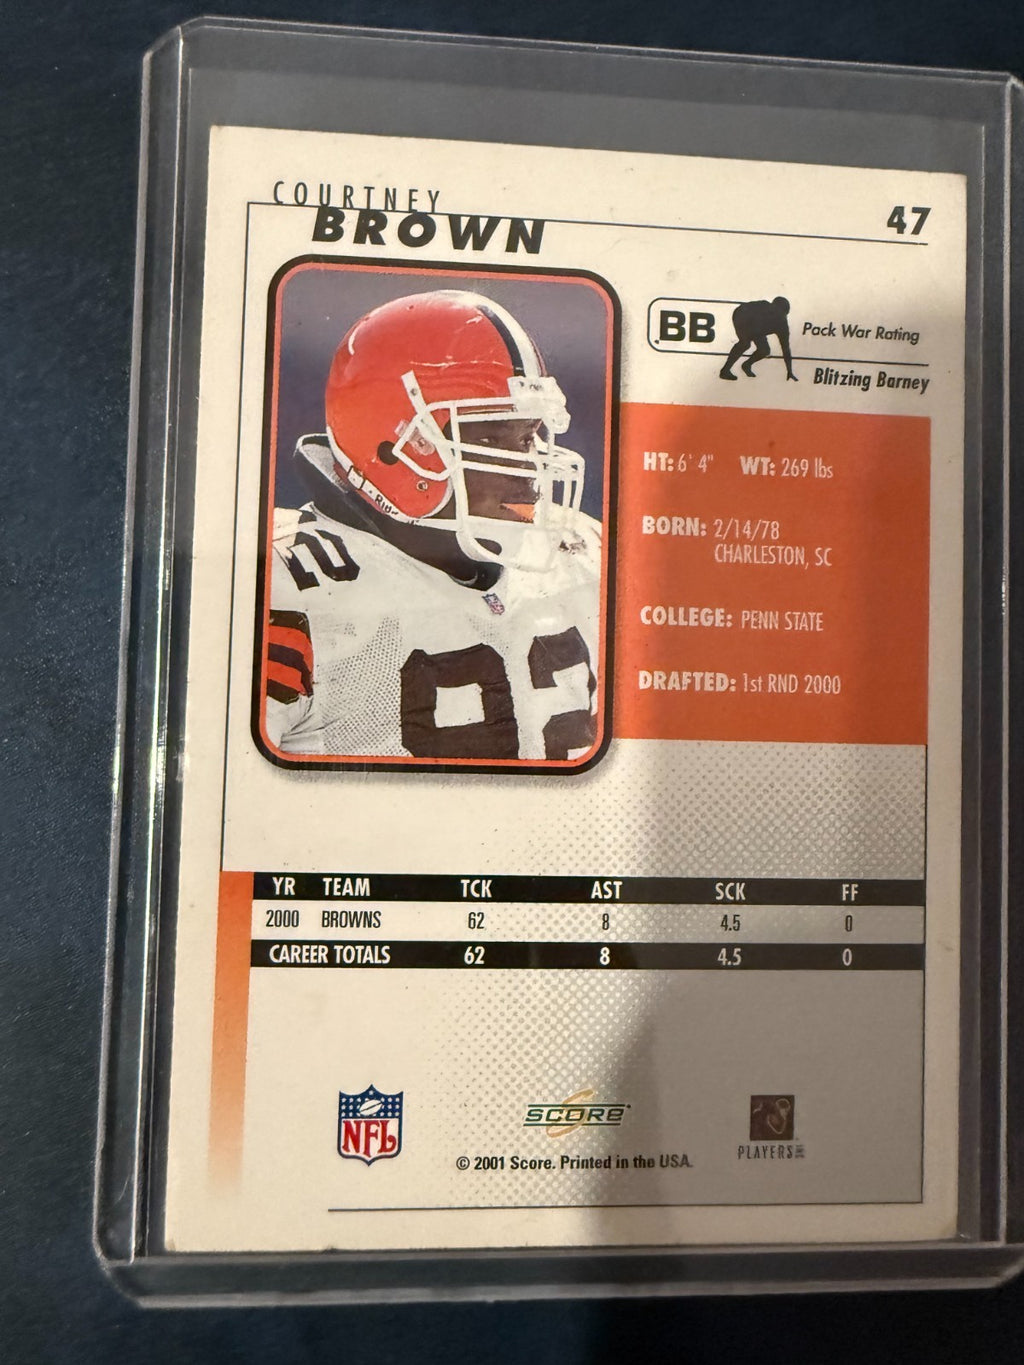 COURTNEY
BROWN
47
BB
Pack War Rating
Blitzing Barney
HT: 6' 4" WT: 269 lbs
BORN: 2/14/78
CHARLESTON, SC
COLLEGE: PENN STATE
DRAFTED: 1st RND 2000
92
YR TEAM TCK AST SCK FF
2000 BROWNS 62 8 4.5 0
CAREER TOTALS 62 8 4.5 0
NFL
SCORE
PLAYERS
© 2001 Score. Printed in the USA.